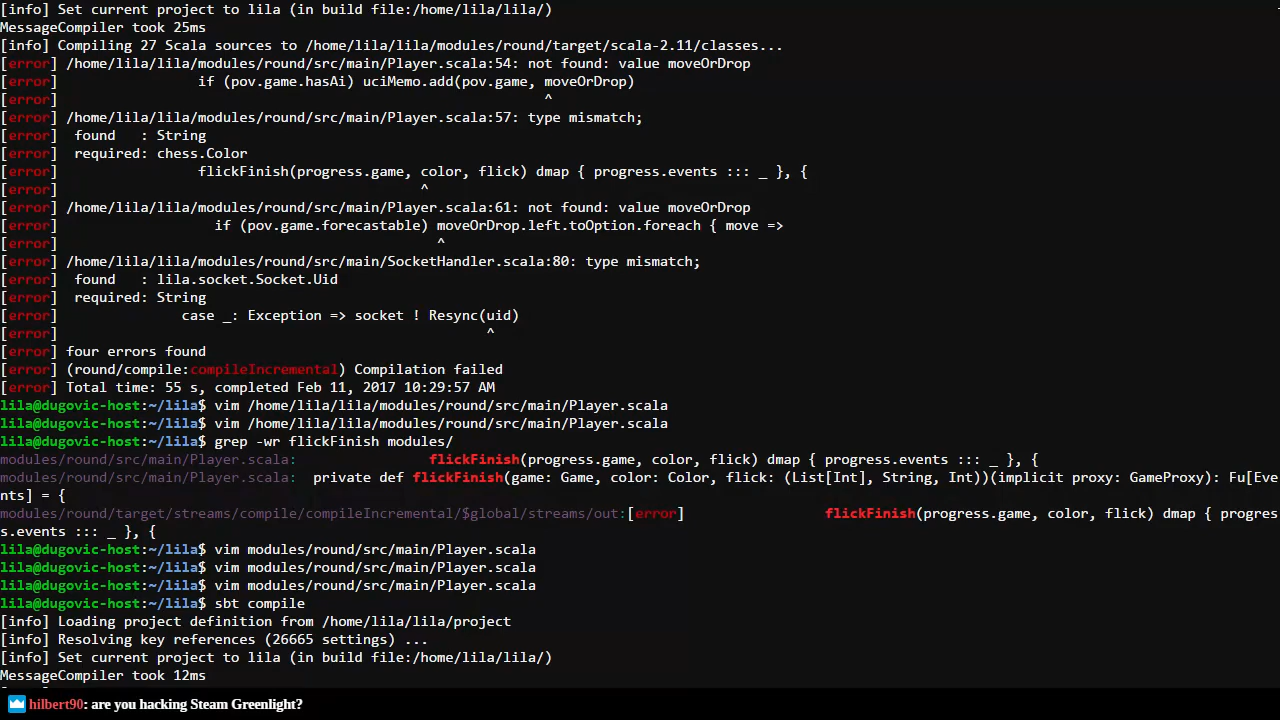 [info] Set current project to lila (in build file:/home/lila/lila/)
MessageCompiler took 25ms
[info] Compiling 27 Scala sources to /home/lila/lila/modules/round/target/scala-2.11/classes...
[error] /home/lila/lila/modules/round/src/main/Player.scala:54: not found: value moveOrDrop
[error]                 if (pov.game.hasAi) uciMemo.add(pov.game, moveOrDrop)
[error]                                                           ^
[error] /home/lila/lila/modules/round/src/main/Player.scala:57: type mismatch;
[error]  found   : String
[error]  required: chess.Color
[error]                 flickFinish(progress.game, color, flick) dmap { progress.events ::: _ }, {
[error]                                            ^
[error] /home/lila/lila/modules/round/src/main/Player.scala:61: not found: value moveOrDrop
[error]                   if (pov.game.forecastable) moveOrDrop.left.toOption.foreach { move =>
[error]                                              ^
[error] /home/lila/lila/modules/round/src/main/SocketHandler.scala:80: type mismatch;
[error]  found   : lila.socket.Socket.Uid
[error]  required: String
[error]               case _: Exception => socket ! Resync(uid)
[error]                                                    ^
[error] four errors found
[error] (round/compile:compileIncremental) Compilation failed
[error] Total time: 55 s, completed Feb 11, 2017 10:29:57 AM
lila@dugovic-host:~/lila$ vim /home/lila/lila/modules/round/src/main/Player.scala
lila@dugovic-host:~/lila$ vim /home/lila/lila/modules/round/src/main/Player.scala
lila@dugovic-host:~/lila$ grep -wr flickFinish modules/
modules/round/src/main/Player.scala:                flickFinish(progress.game, color, flick) dmap { progress.events ::: _ }, {
modules/round/src/main/Player.scala:  private def flickFinish(game: Game, color: Color, flick: (List[Int], String, Int))(implicit proxy: GameProxy): Fu[Eve
nts] = {
modules/round/target/streams/compile/compileIncremental/$global/streams/out:[error]                 flickFinish(progress.game, color, flick) dmap { progres
s.events ::: _ }, {
lila@dugovic-host:~/lila$ vim modules/round/src/main/Player.scala
lila@dugovic-host:~/lila$ vim modules/round/src/main/Player.scala
lila@dugovic-host:~/lila$ vim modules/round/src/main/Player.scala
lila@dugovic-host:~/lila$ sbt compile
[info] Loading project definition from /home/lila/lila/project
[info] Resolving key references (26665 settings) ...
[info] Set current project to lila (in build file:/home/lila/lila/)
MessageCompiler took 12ms
hilbert90: are you hacking Steam Greenlight?